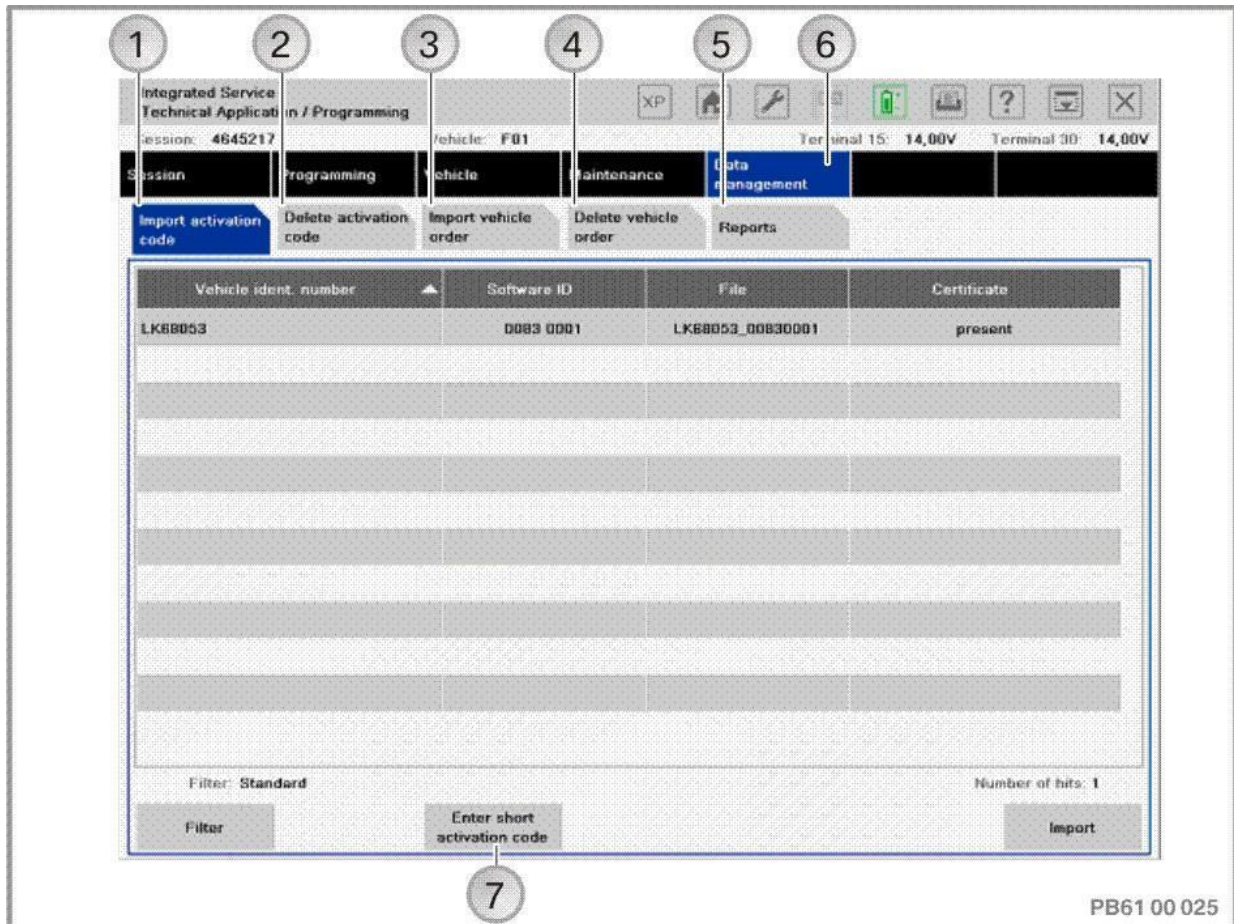 1 2 3 4 5 6
Integrated Service
Technical Application / Programming
XP
?
Session: 4645217 Vehicle: F01 Terminal 15: 14,00V Terminal 30: 14,00V
Session Programming Vehicle Maintenance Data
management
Import activation
code
Delete activation
code
Import vehicle
order
Delete vehicle
order
Reports
Vehicle ident. number Software ID File Certificate
LK68053 0083 0001 LK68053_00830001 present
Filter: Standard Number of hits: 1
Filter
Enter short
activation code
Import
7
PB61 00 025